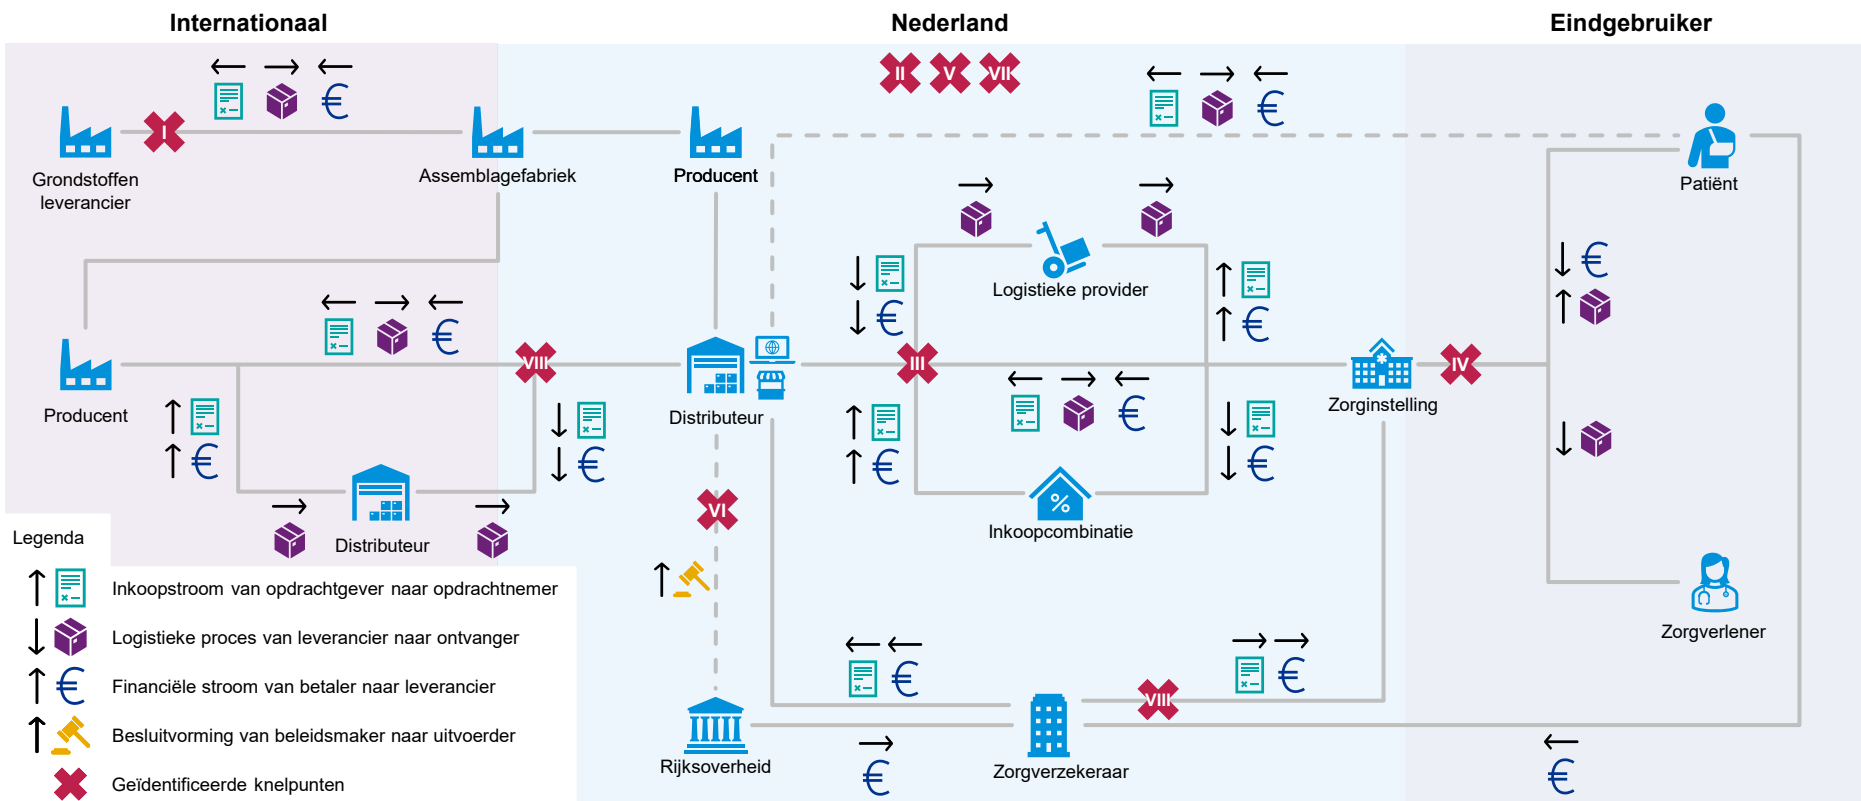 Internationaal
Nederland
Eindgebruiker
II
V
VII
I
Grondstoffen
leverancier
Assemblagefabriek
Producent
Patiënt
Logistieke provider
VIII
III
IV
Producent
Distributeur
Zorginstelling
%
VI
Inkoopcombinatie
Distributeur
Zorgverlener
VIII
Rijksoverheid
Zorgverzekeraar
Legenda
Inkoopstroom van opdrachtgever naar opdrachtnemer
Logistieke proces van leverancier naar ontvanger
Financiële stroom van betaler naar leverancier
Besluitvorming van beleidsmaker naar uitvoerder
Geïdentificeerde knelpunten